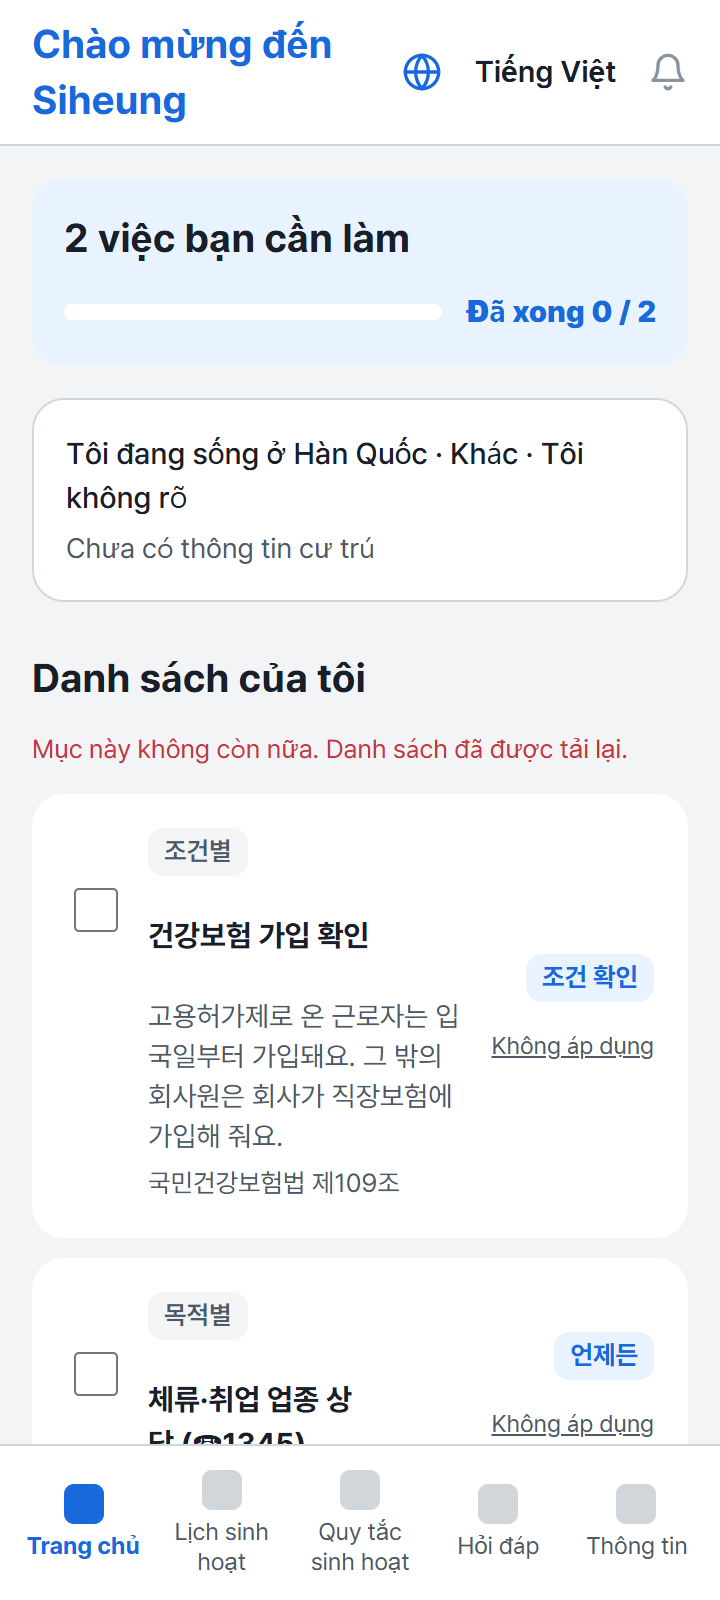 Chào mừng đến
Siheung
Tiếng Việt
2 việc bạn cần làm
Đã xong 0 / 2
Tôi đang sống ở Hàn Quốc · Khác · Tôi
không rõ
Chưa có thông tin cư trú
Danh sách của tôi
Mục này không còn nữa. Danh sách đã được tải lại.
조건별
건강보험 가입 확인
조건 확인
고용허가제로 온 근로자는 입
국일부터 가입돼요. 그 밖의
회사원은 회사가 직장보험에
가입해 줘요.
Không áp dụng
국민건강보험법 제109조
목적별
언제든
체류·취업 업종 상
담 (☎1345)
Không áp dụng
Trang chủ
Lịch sinh
hoạt
Quy tắc
sinh hoạt
Hỏi đáp
Thông tin